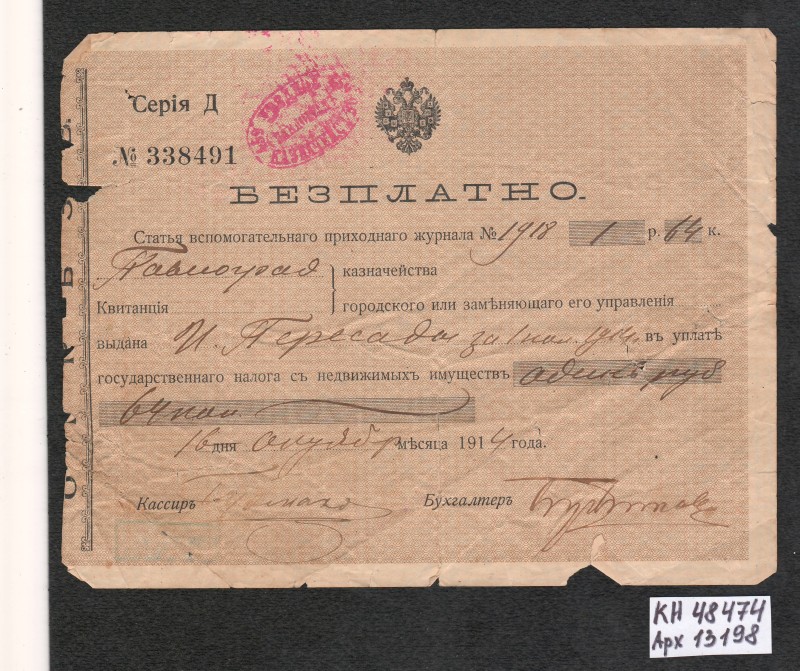 Серія Д
№ 338491
БЕЗПЛАТНО.
Статья вспомогательнаго приходнаго журнала № 1918 1 р. 64 к.
Павлоград казначейства
Квитанція городского или замѣняющаго его управленія
выдана И. Пересада за 1 пол. 1914 г. въ уплатѣ
государственнаго налога съ недвижимыхъ имуществъ один руб
64 коп.
16 дня октября мѣсяца 1914 года.
Кассиръ Бухгалтеръ
КН 48474
Арх 13198